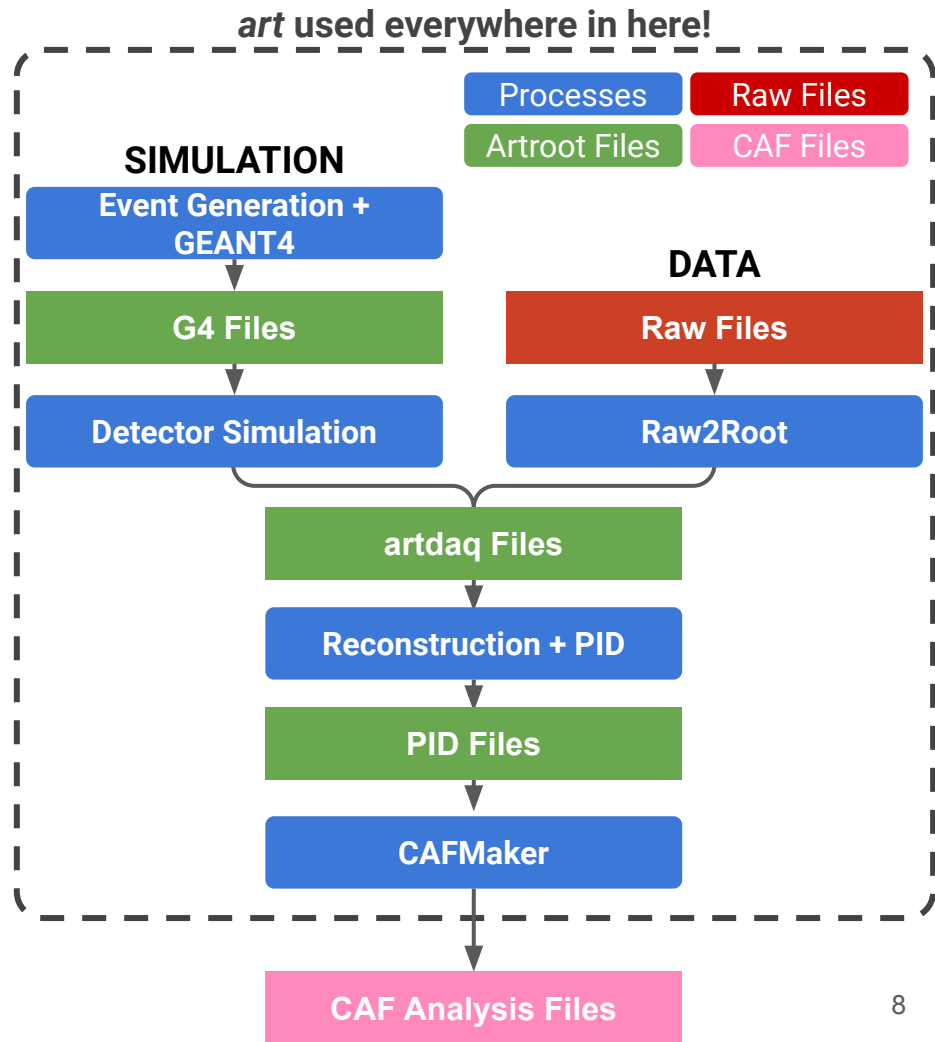 art used everywhere in here!
Processes
Raw Files
Artroot Files
CAF Files
SIMULATION
Event Generation +
GEANT4
DATA
G4 Files
Raw Files
Detector Simulation
Raw2Root
artdaq Files
Reconstruction + PID
PID Files
CAFMaker
CAF Analysis Files
8